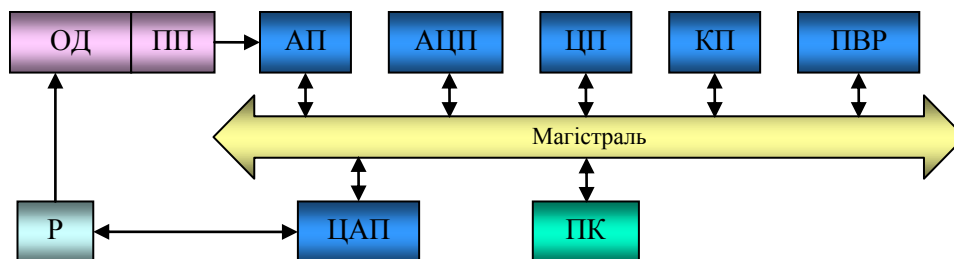 ОД ПП АП АЦП ЦП КП ПВР
Магістраль
Р ЦАП ПК